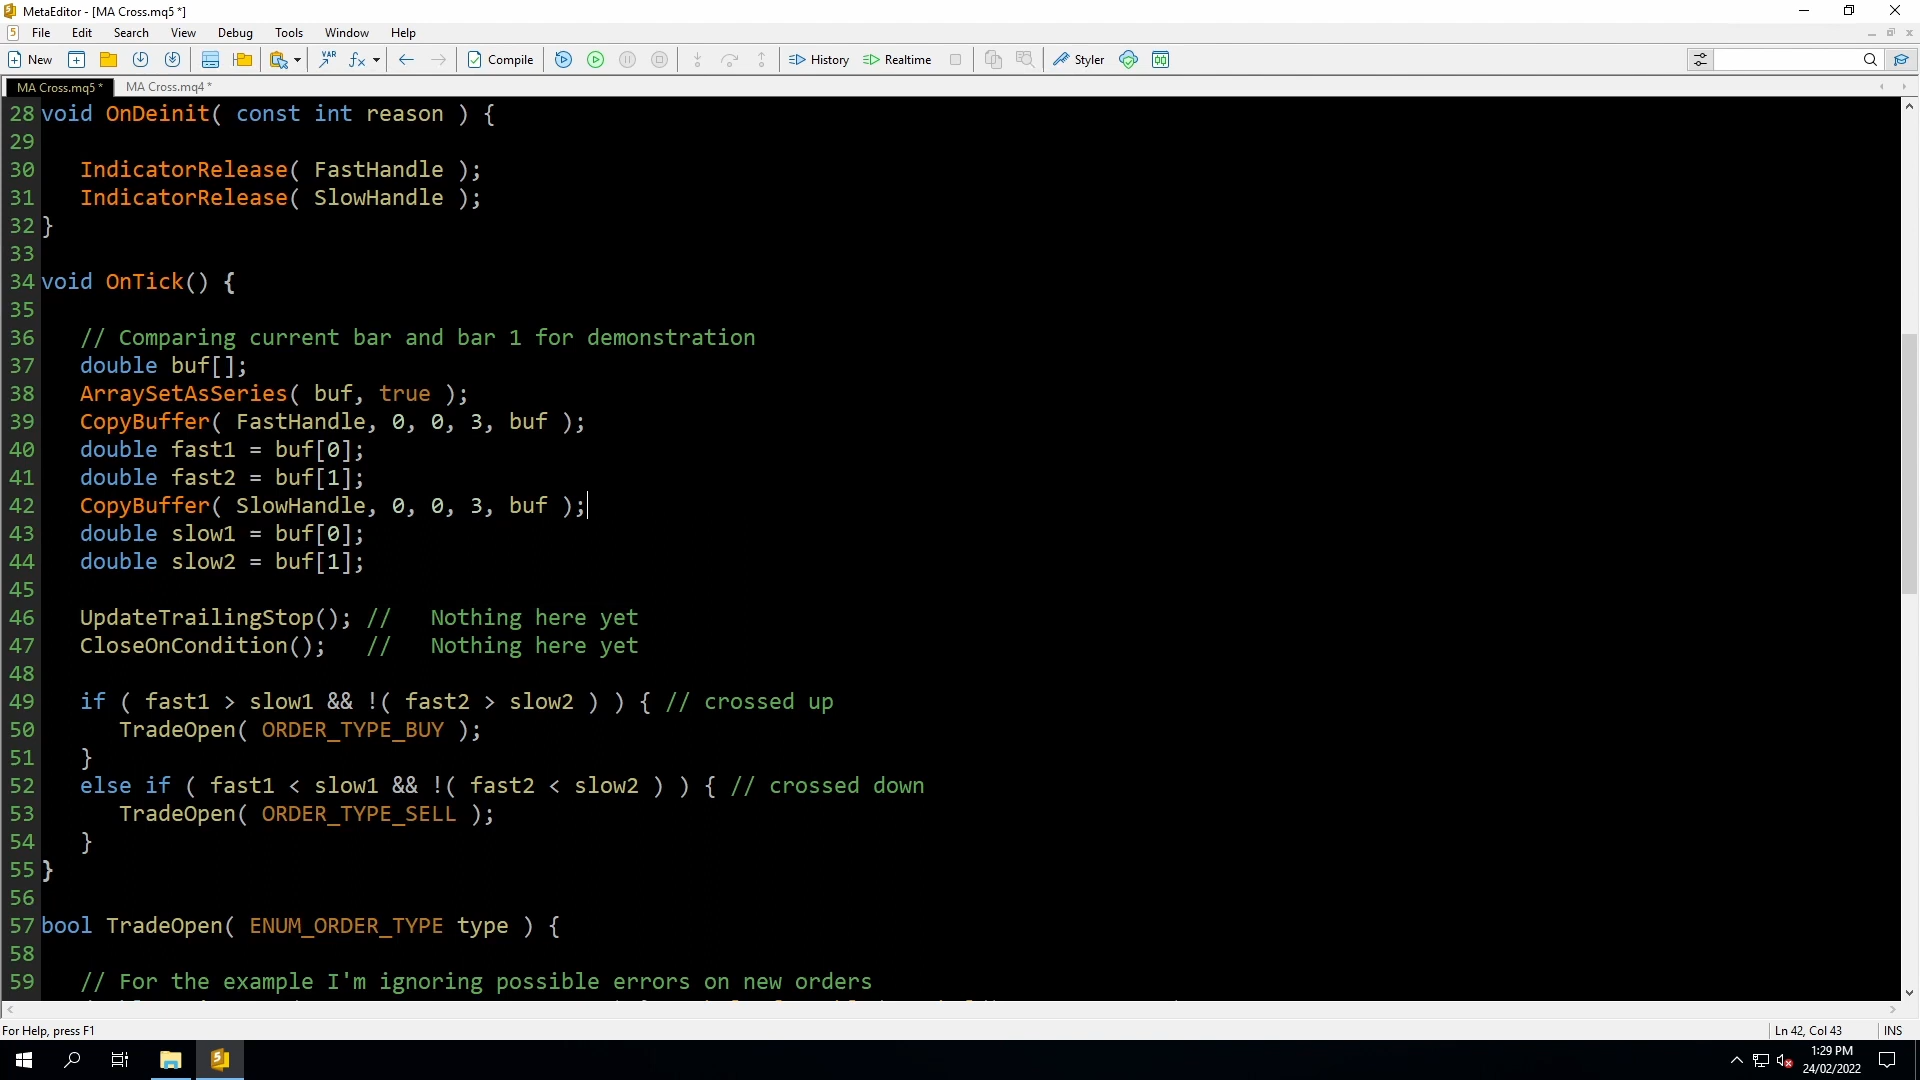 MetaEditor - [MA Cross.mq5 *]
File Edit Search View Debug Tools Window Help
New Compile History Realtime Styler
MA Cross.mq5 * MA Cross.mq4 *
28 void OnDeinit( const int reason ) {
29
30 IndicatorRelease( FastHandle );
31 IndicatorRelease( SlowHandle );
32 }
33
34 void OnTick() {
35
36 // Comparing current bar and bar 1 for demonstration
37 double buf[];
38 ArraySetAsSeries( buf, true );
39 CopyBuffer( FastHandle, 0, 0, 3, buf );
40 double fast1 = buf[0];
41 double fast2 = buf[1];
42 CopyBuffer( SlowHandle, 0, 0, 3, buf );
43 double slow1 = buf[0];
44 double slow2 = buf[1];
45
46 UpdateTrailingStop(); // Nothing here yet
47 CloseOnCondition(); // Nothing here yet
48
49 if ( fast1 > slow1 && !( fast2 > slow2 ) ) { // crossed up
50 TradeOpen( ORDER_TYPE_BUY );
51 }
52 else if ( fast1 < slow1 && !( fast2 < slow2 ) ) { // crossed down
53 TradeOpen( ORDER_TYPE_SELL );
54 }
55 }
56
57 bool TradeOpen( ENUM_ORDER_TYPE type ) {
58
59 // For the example I'm ignoring possible errors on new orders
For Help, press F1 Ln 42, Col 43 INS
1:29 PM
24/02/2022